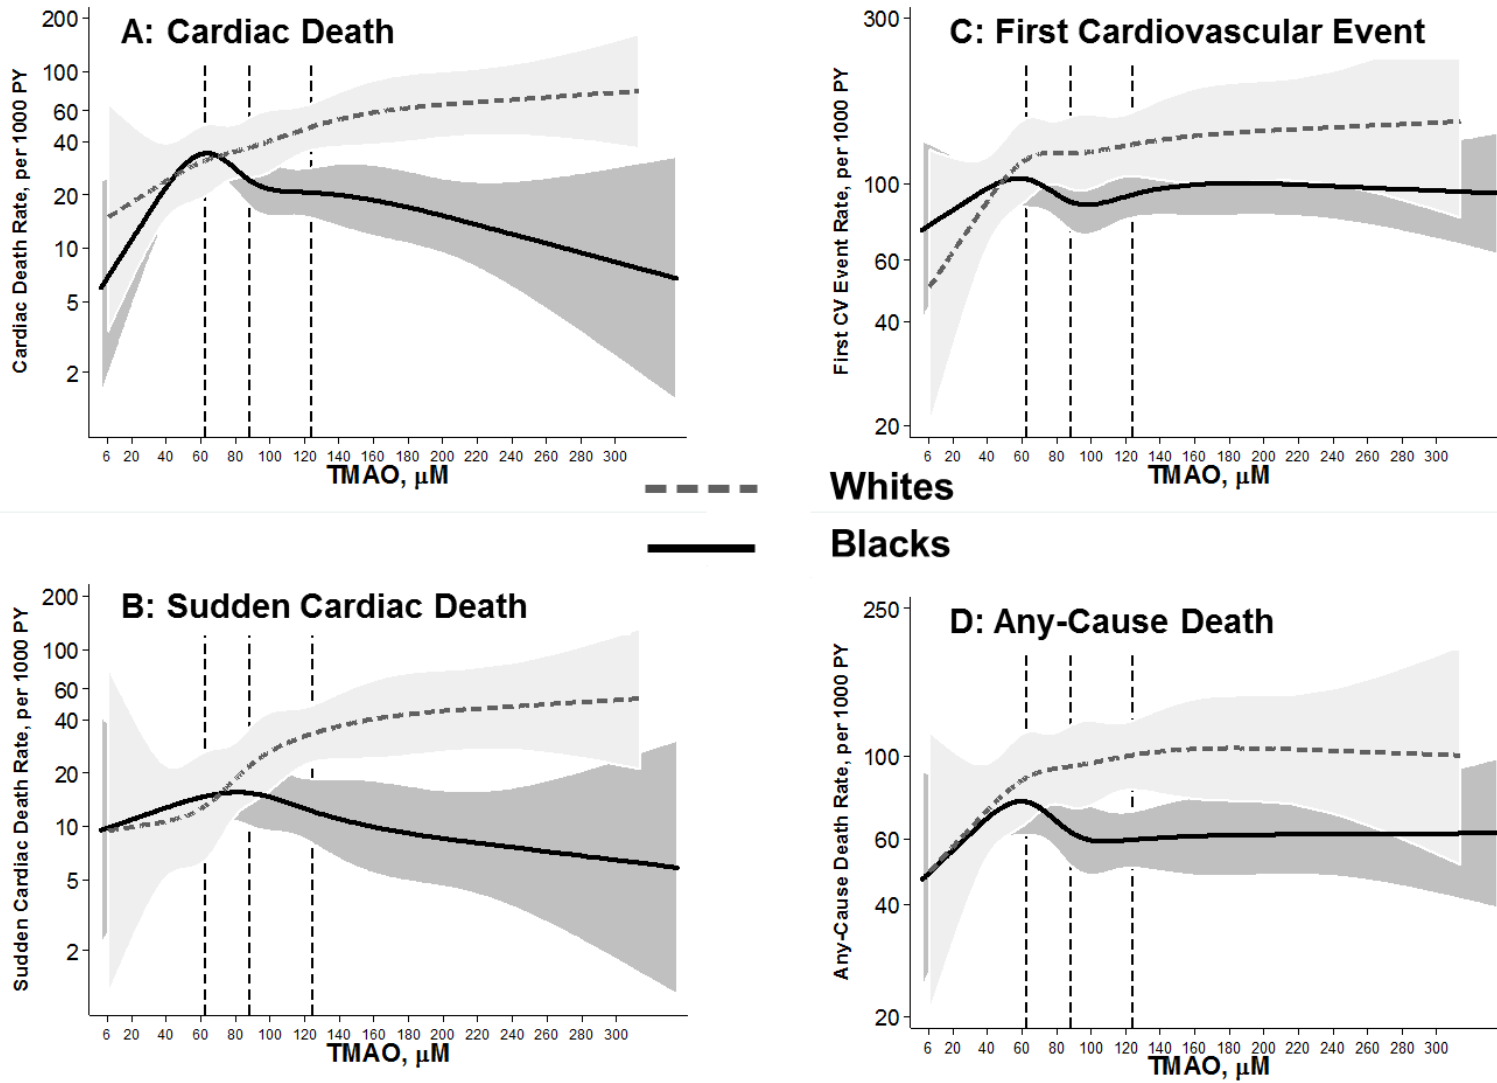 A: Cardiac Death
Cardiac Death Rate, per 1000 PY
200
100
60
40
20
10
5
2
6 20 40 60 80 100 120 140 160 180 200 220 240 260 280 300
TMAO, μM
C: First Cardiovascular Event
First CV Event Rate, per 1000 PY
300
100
60
40
20
6 20 40 60 80 100 120 140 160 180 200 220 240 260 280 300
TMAO, μM
Whites
Blacks
B: Sudden Cardiac Death
Sudden Cardiac Death Rate, per 1000 PY
200
100
60
40
20
10
5
2
6 20 40 60 80 100 120 140 160 180 200 220 240 260 280 300
TMAO, μM
D: Any-Cause Death
Any-Cause Death Rate, per 1000 PY
250
100
60
40
20
6 20 40 60 80 100 120 140 160 180 200 220 240 260 280 300
TMAO, μM